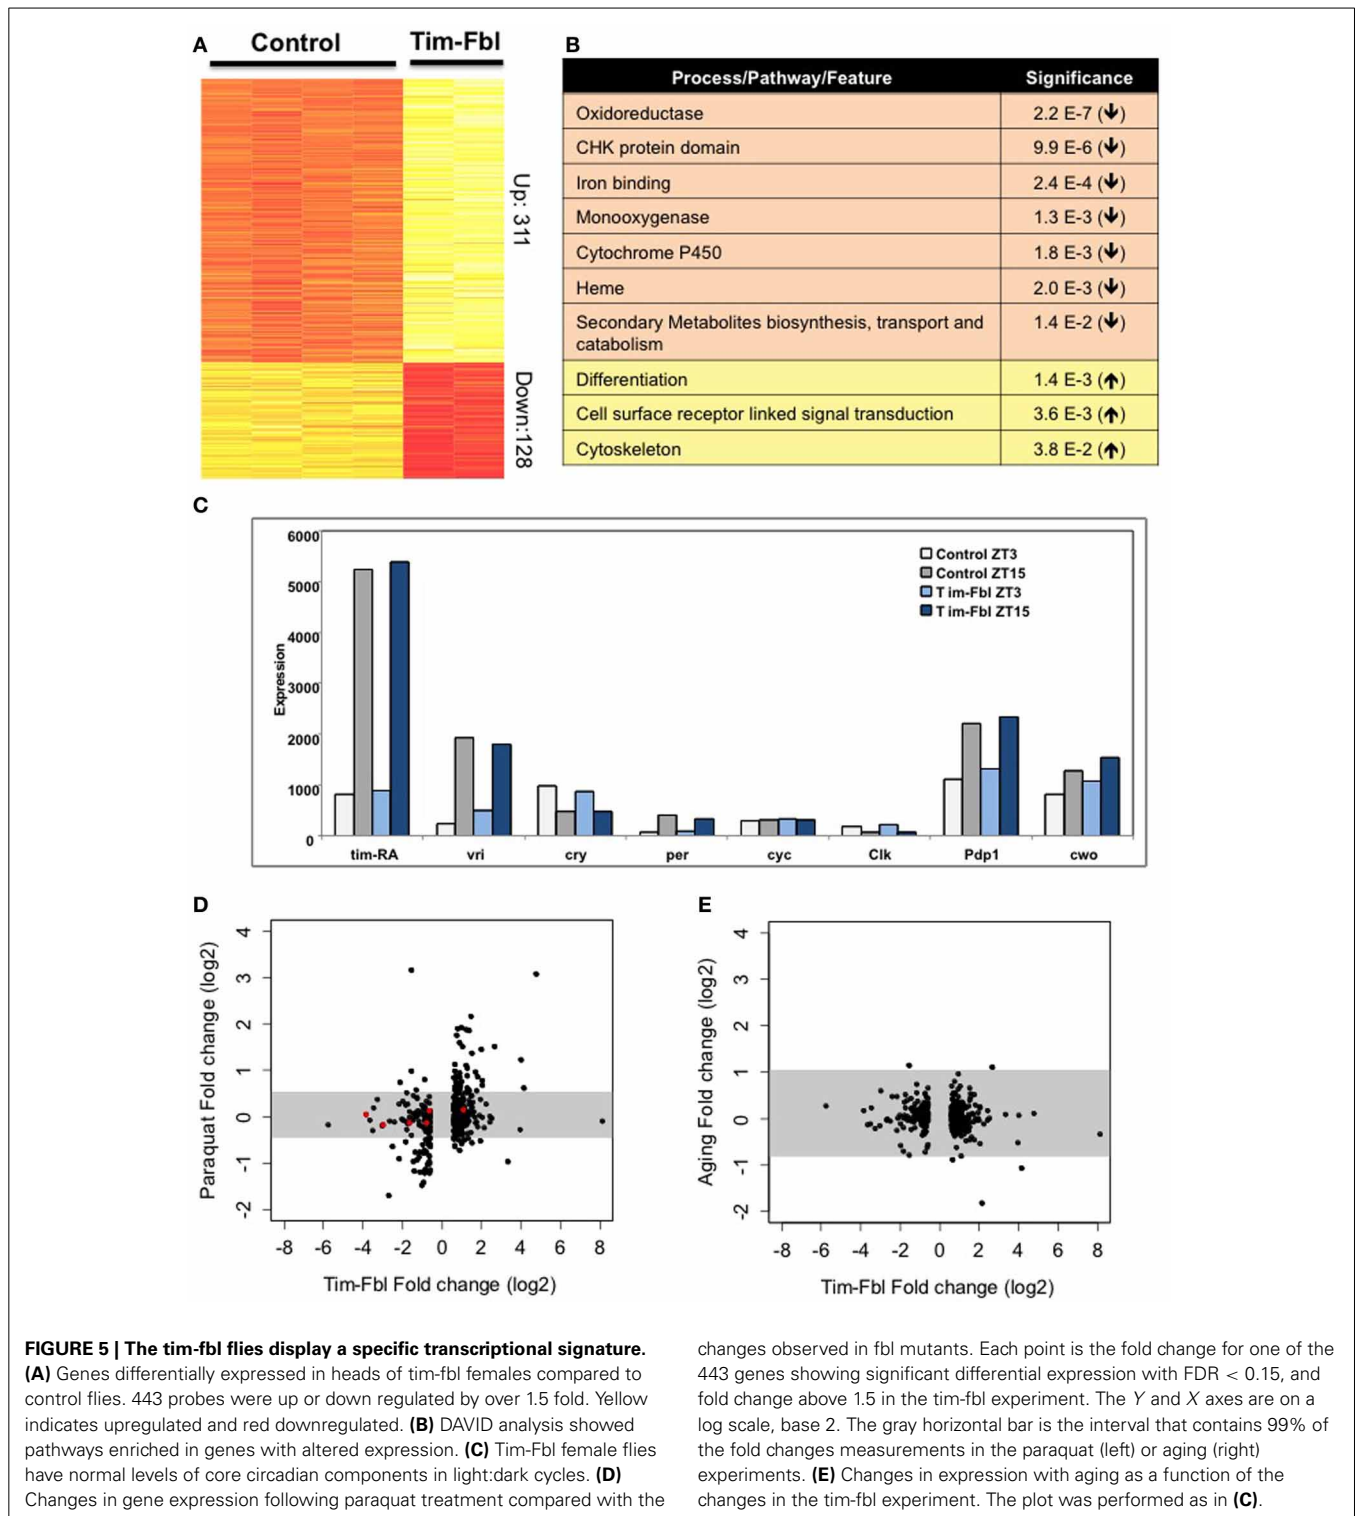 A
Control
Tim-Fbl
Up: 311
Down:128
B
Process/Pathway/Feature Significance
Oxidoreductase 2.2 E-7 (↓)
CHK protein domain 9.9 E-6 (↓)
Iron binding 2.4 E-4 (↓)
Monooxygenase 1.3 E-3 (↓)
Cytochrome P450 1.8 E-3 (↓)
Heme 2.0 E-3 (↓)
Secondary Metabolites biosynthesis, transport and 1.4 E-2 (↓)
catabolism
Differentiation 1.4 E-3 (↑)
Cell surface receptor linked signal transduction 3.6 E-3 (↑)
Cytoskeleton 3.8 E-2 (↑)
C
Expression
6000
5000
4000
3000
2000
1000
0
Control ZT3
Control ZT15
T im-Fbl ZT3
T im-Fbl ZT15
tim-RA vri cry per cyc Clk Pdp1 cwo
D
Paraquat Fold change (log2)
4
3
2
1
0
-1
-2
-8 -6 -4 -2 0 2 4 6 8
Tim-Fbl Fold change (log2)
E
Aging Fold change (log2)
4
3
2
1
0
-1
-2
-8 -6 -4 -2 0 2 4 6 8
Tim-Fbl Fold change (log2)
FIGURE 5 | The tim-fbl flies display a specific transcriptional signature.
(A) Genes differentially expressed in heads of tim-fbl females compared to
control flies. 443 probes were up or down regulated by over 1.5 fold. Yellow
indicates upregulated and red downregulated. (B) DAVID analysis showed
pathways enriched in genes with altered expression. (C) Tim-Fbl female flies
have normal levels of core circadian components in light:dark cycles. (D)
Changes in gene expression following paraquat treatment compared with the
changes observed in fbl mutants. Each point is the fold change for one of the
443 genes showing significant differential expression with FDR < 0.15, and
fold change above 1.5 in the tim-fbl experiment. The Y and X axes are on a
log scale, base 2. The gray horizontal bar is the interval that contains 99% of
the fold changes measurements in the paraquat (left) or aging (right)
experiments. (E) Changes in expression with aging as a function of the
changes in the tim-fbl experiment. The plot was performed as in (C).